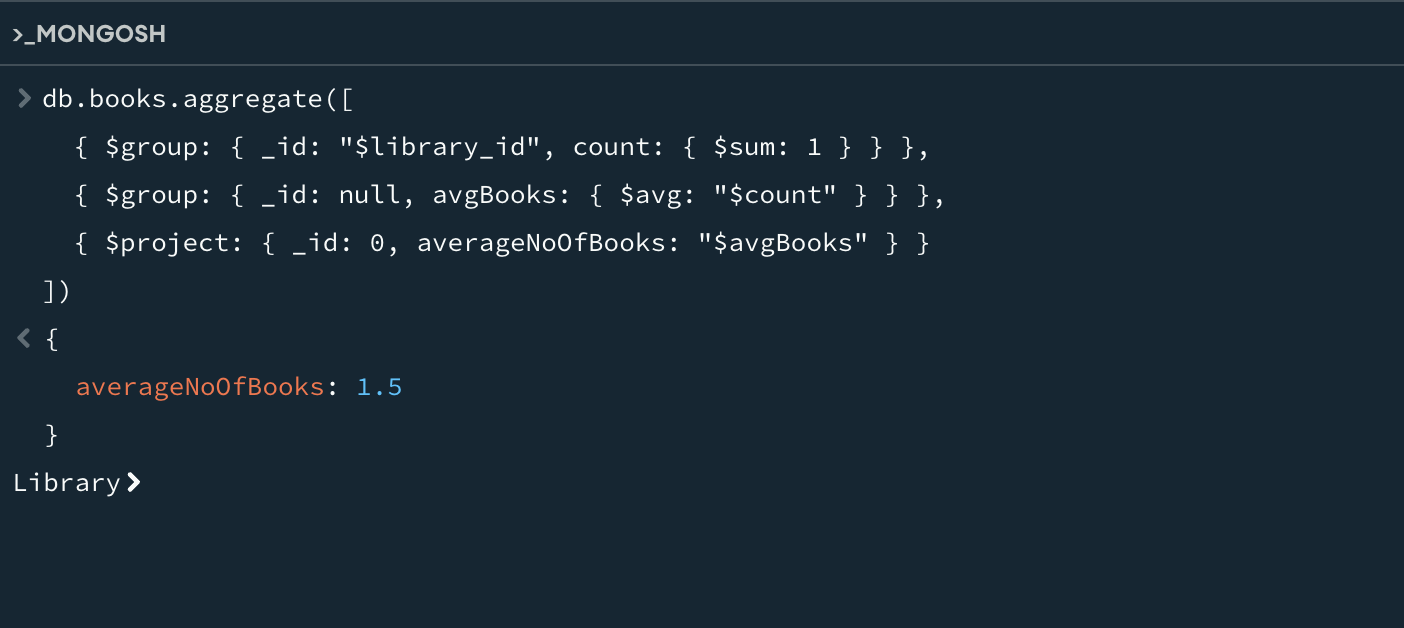 >_MONGOSH
> db.books.aggregate([
{ $group: { _id: "$library_id", count: { $sum: 1 } } },
{ $group: { _id: null, avgBooks: { $avg: "$count" } } },
{ $project: { _id: 0, averageNoOfBooks: "$avgBooks" } }
])
< {
averageNoOfBooks: 1.5
}
Library>